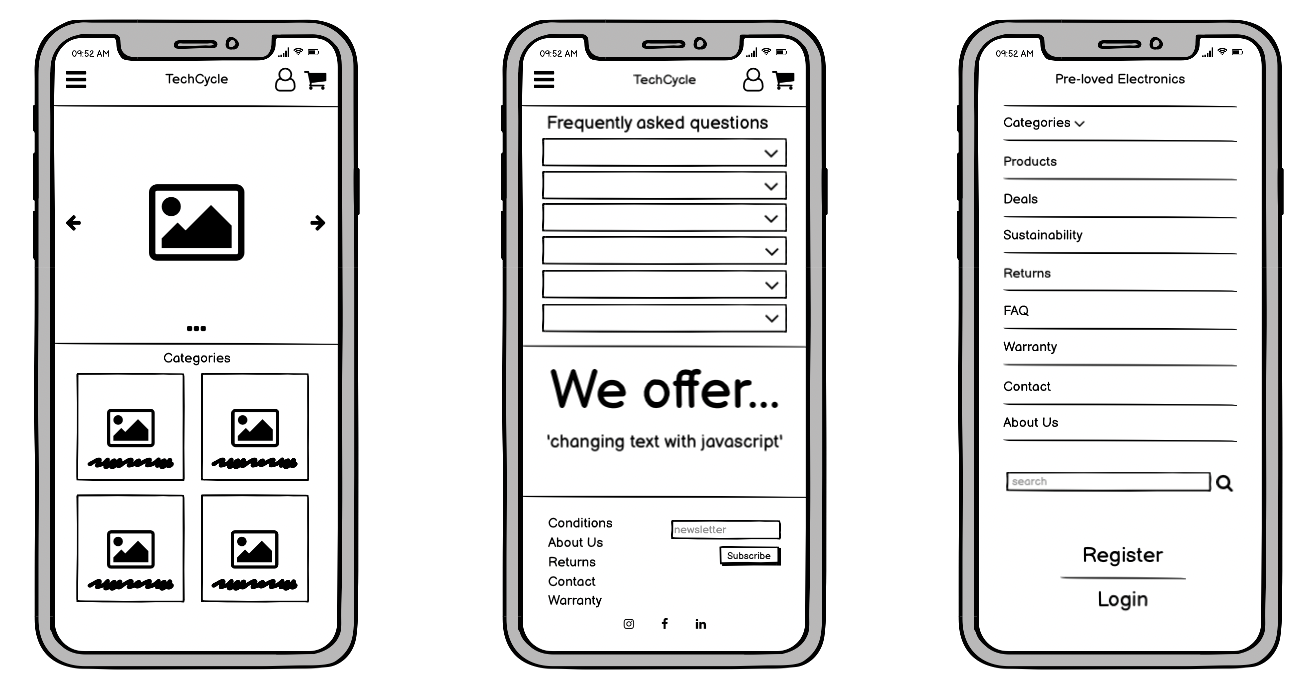 09:52 AM
TechCycle
Categories
09:52 AM
TechCycle
Frequently asked questions
We offer...
'changing text with javascript'
Conditions
About Us
Returns
Contact
Warranty
newsletter
Subscribe
09:52 AM
Pre-loved Electronics
Categories
Products
Deals
Sustainability
Returns
FAQ
Warranty
Contact
About Us
search
Register
Login